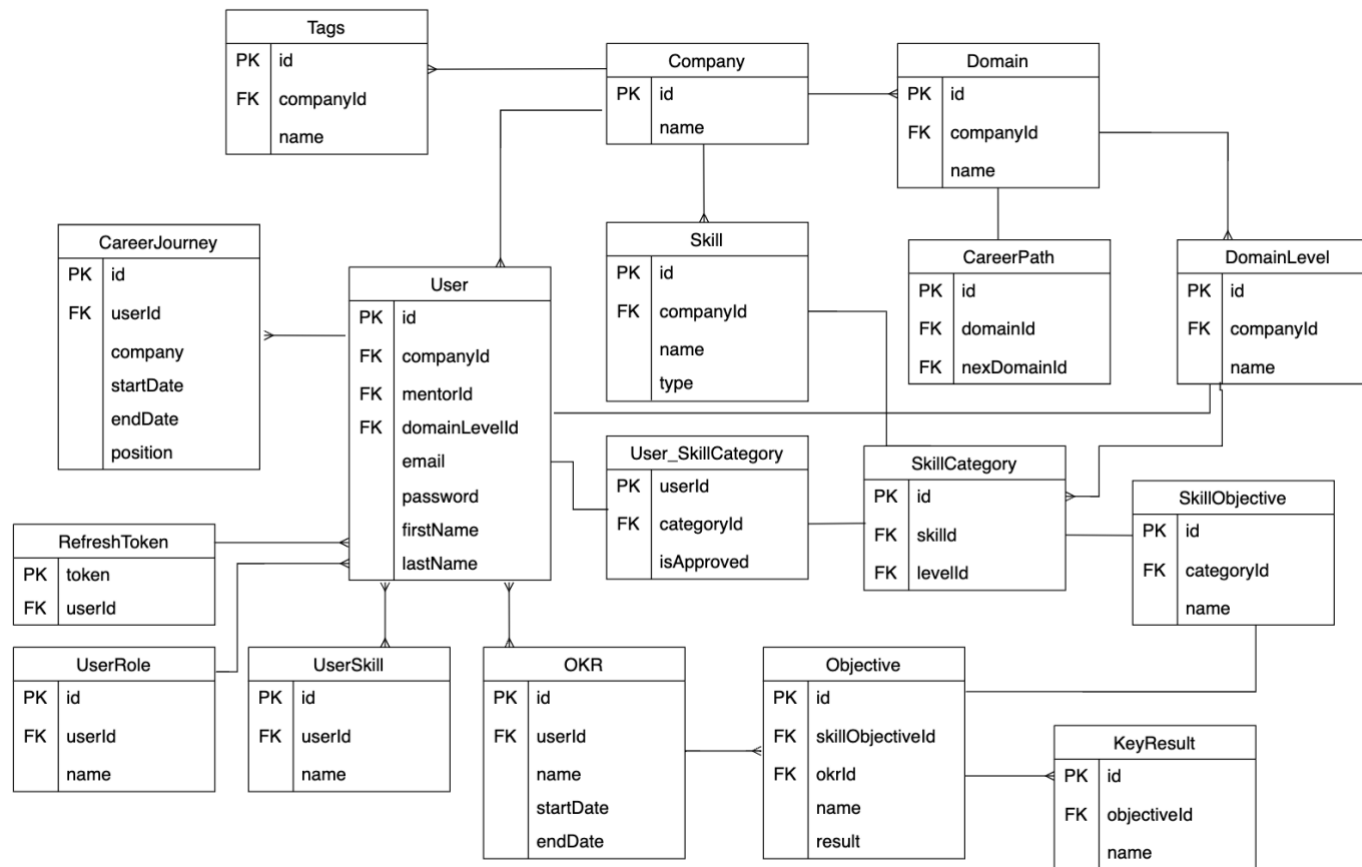 Tags
PK id
FK companyId
name
Company
PK id
name
Domain
PK id
FK companyId
name
CareerJourney
PK id
FK userId
company
startDate
endDate
position
User
PK id
FK companyId
FK mentorId
FK domainLevelId
email
password
firstName
lastName
Skill
PK id
FK companyId
name
type
CareerPath
PK id
FK domainId
FK nexDomainId
DomainLevel
PK id
FK companyId
name
User_SkillCategory
PK userId
FK categoryId
isApproved
SkillCategory
PK id
FK skilld
FK levelId
SkillObjective
PK id
FK categoryId
name
RefreshToken
PK token
FK userId
UserRole
PK id
FK userId
name
UserSkill
PK id
FK userId
name
OKR
PK id
FK userId
name
startDate
endDate
Objective
PK id
FK skillObjectiveId
FK okrId
name
result
KeyResult
PK id
FK objectiveId
name